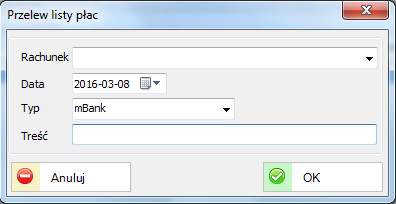 Przelew listy płac
Rachunek
Data 2016-03-08
Typ mBank
Treść
Anuluj OK